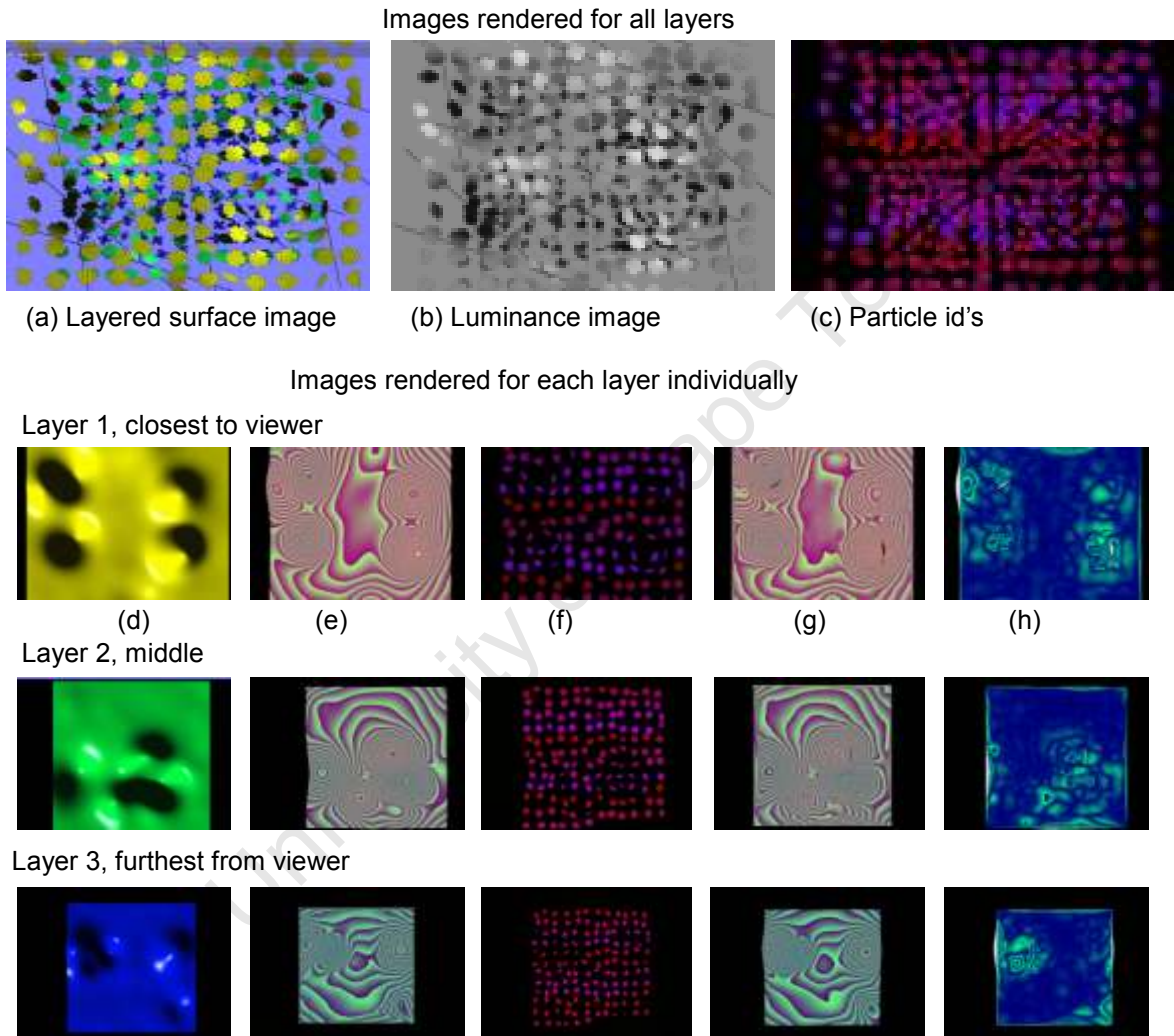 Images rendered for all layers
(a) Layered surface image (b) Luminance image (c) Particle id's
Images rendered for each layer individually
Layer 1, closest to viewer
(d) (e) (f) (g) (h)
Layer 2, middle
Layer 3, furthest from viewer